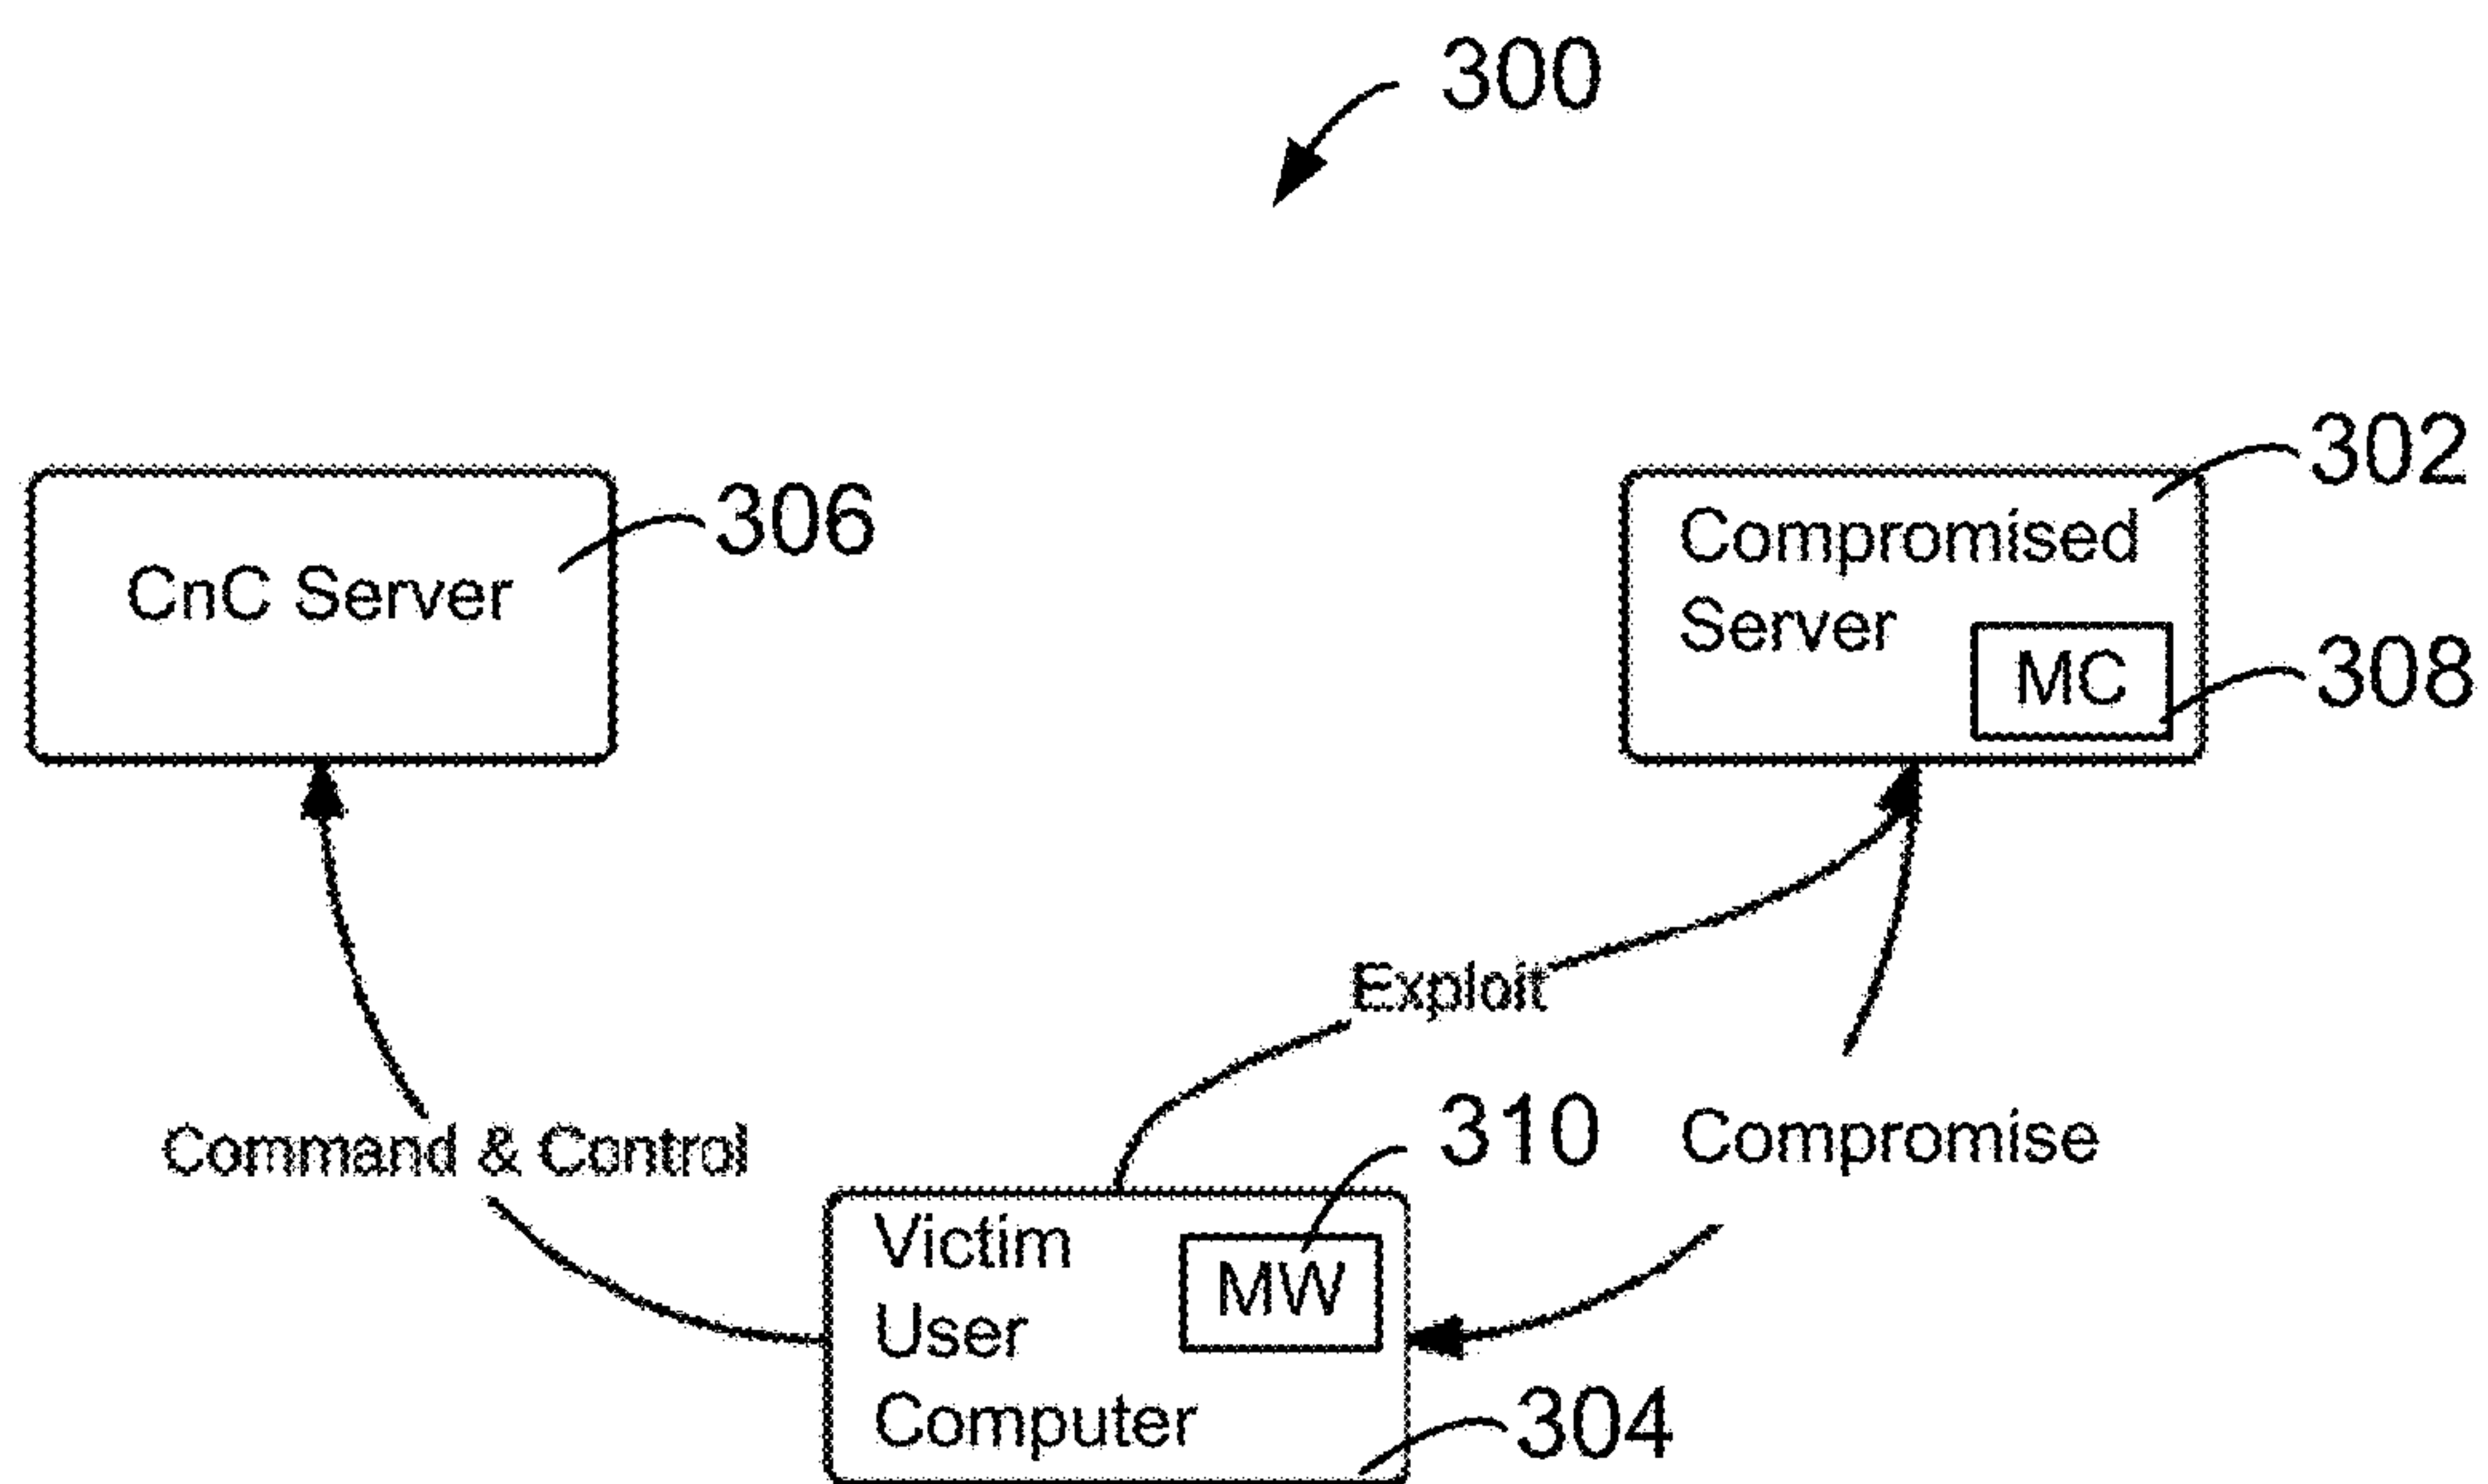 300
302
306
CnC Server
Compromised
Server
MC
308
Exploit
310
Compromise
Command & Control
Victim
User
Computer
MW
304